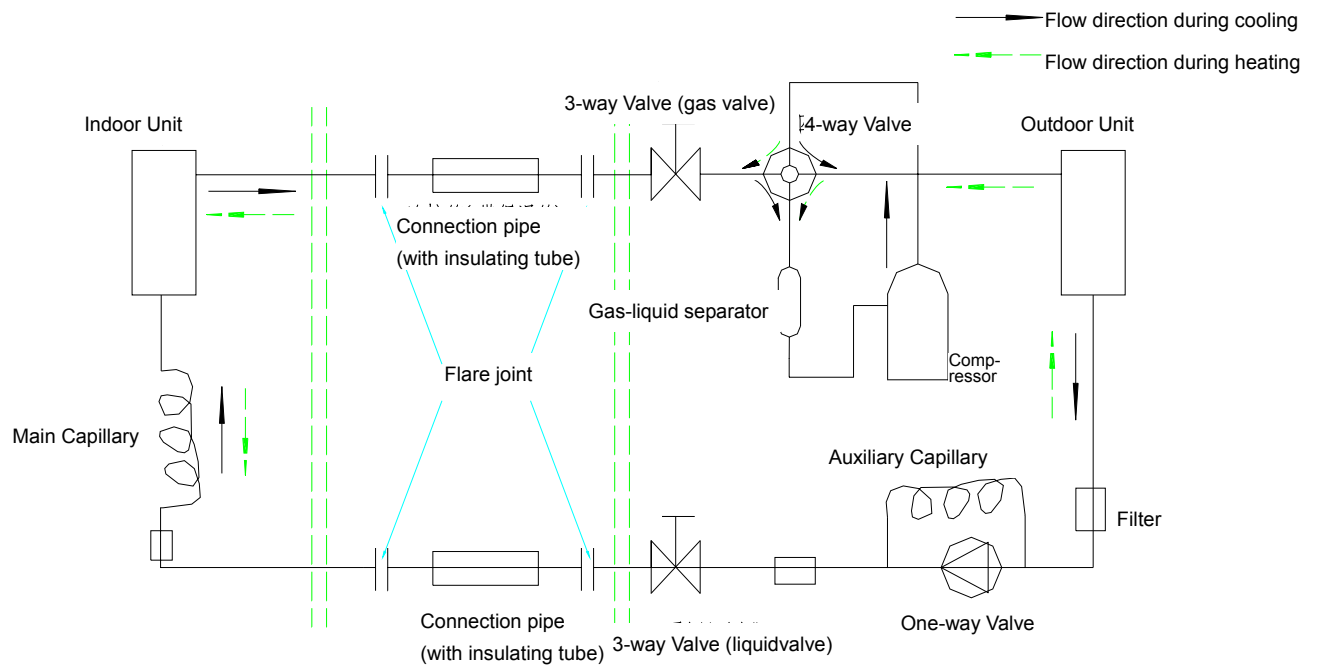 Flow direction during cooling
Flow direction during heating
3-way Valve (gas valve)
Indoor Unit
4-way Valve
Outdoor Unit
Connection pipe
(with insulating tube)
Gas-liquid separator
Comp-
ressor
Flare joint
Main Capillary
Auxiliary Capillary
Filter
One-way Valve
Connection pipe
(with insulating tube)
3-way Valve (liquidvalve)